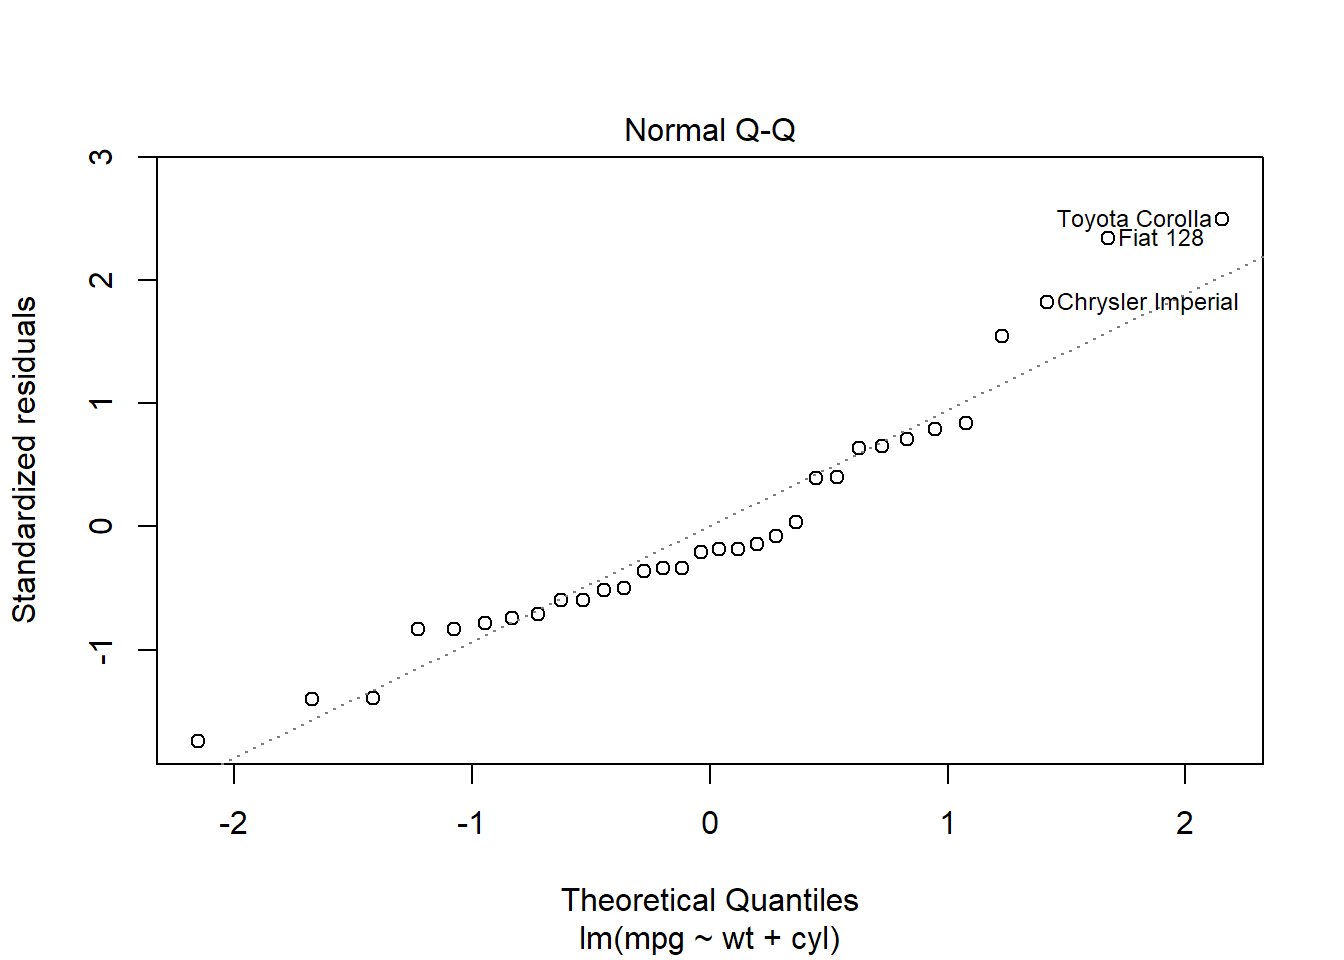 Normal Q-Q
3
2
1
0
-1
Standardized residuals
Toyota Corolla
Fiat 128
Chrysler Imperial
-2
-1
0
1
2
Theoretical Quantiles
lm(mpg ~ wt + cyl)